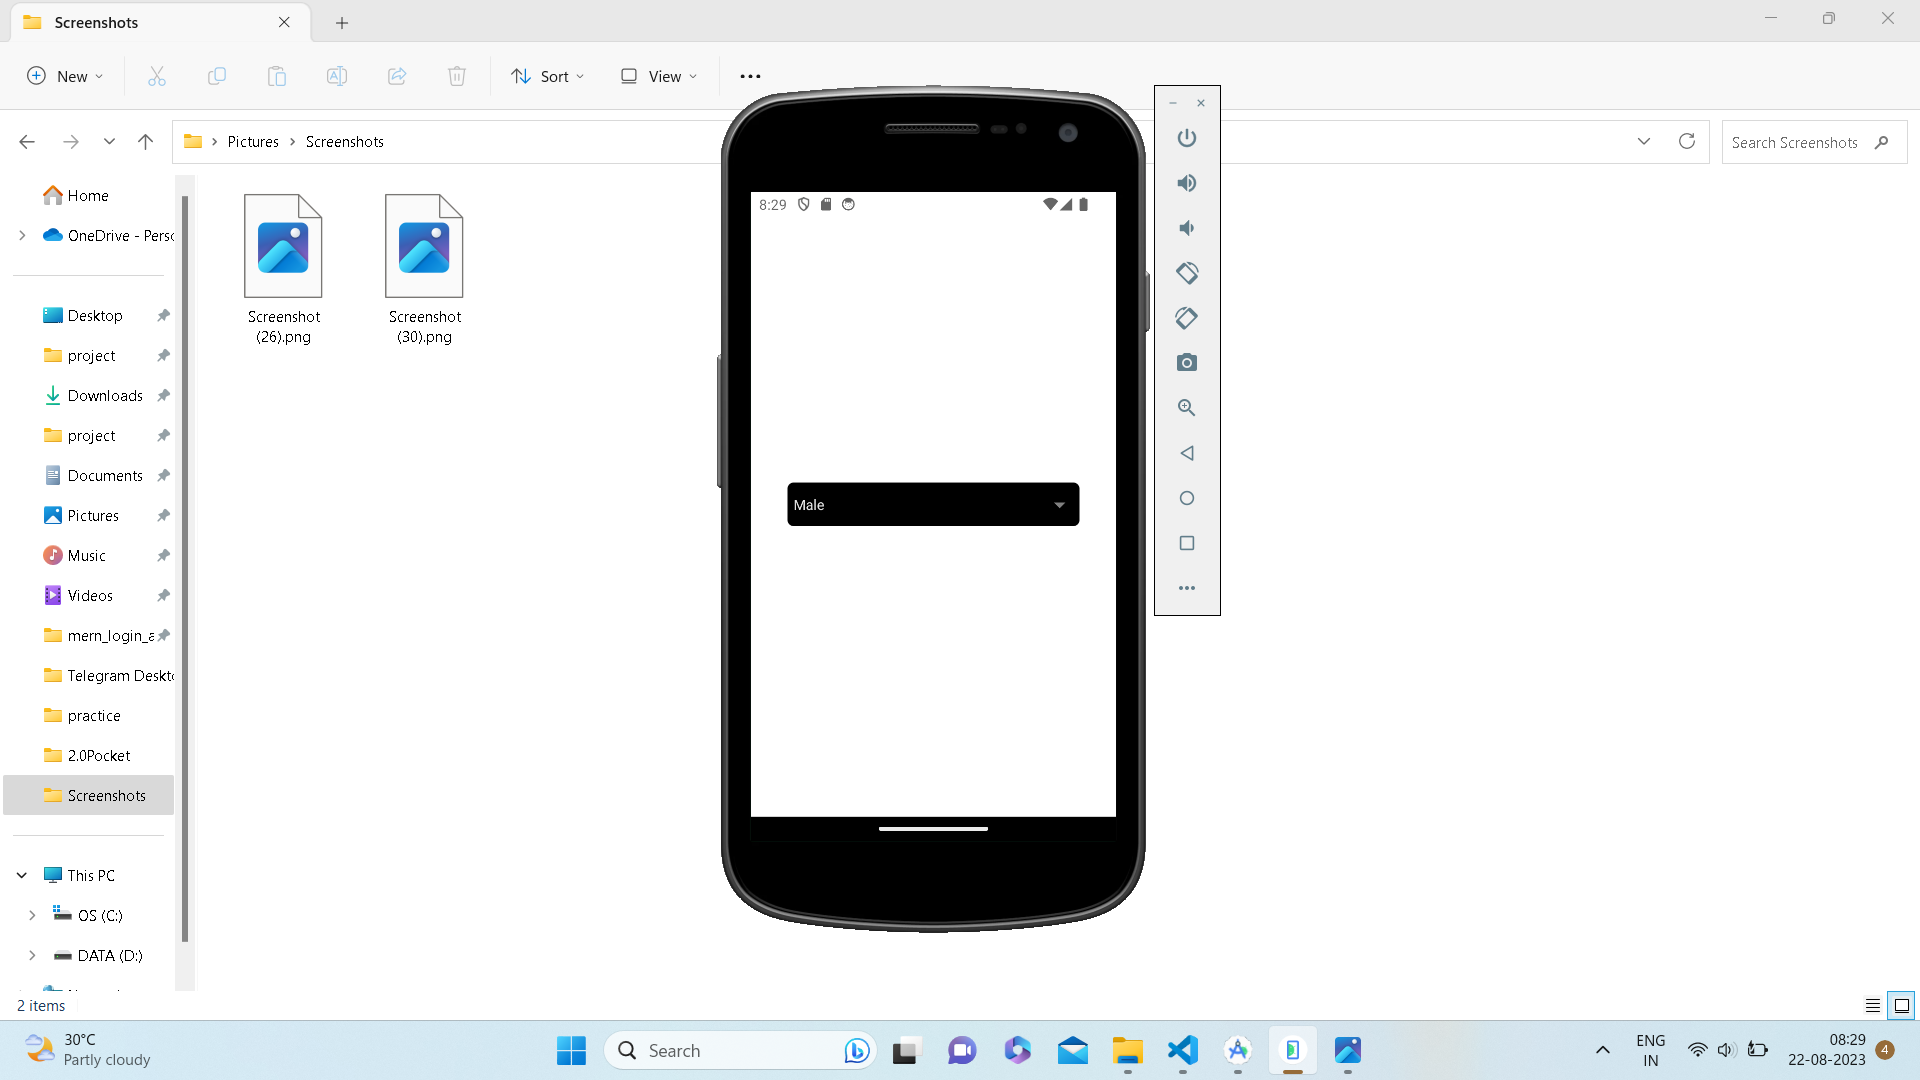 Screenshots
New
Sort
View
Pictures
Screenshots
Search Screenshots
Home
OneDrive - Perso
Desktop
project
Downloads
project
Documents
Pictures
Music
Videos
mern_login_a
Telegram Deskto
practice
2.0Pocket
Screenshots
This PC
OS (C:)
DATA (D:)
Screenshot
(26).png
Screenshot
(30).png
8:29
Male
2 items
30°C
Partly cloudy
Search
ENG
IN
08:29
22-08-2023
4